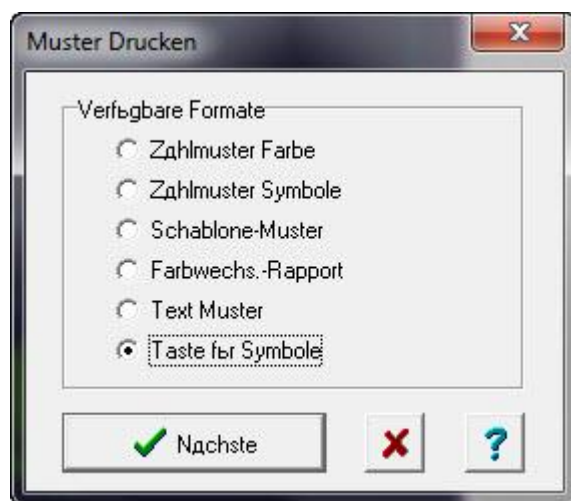 Muster Drucken
Verfьgbare Formate
Zдhlmuster Farbe
Zдhlmuster Symbole
Schablone-Muster
Farbwechs.-Rapport
Text Muster
Taste fьr Symbole
Nдchste
?